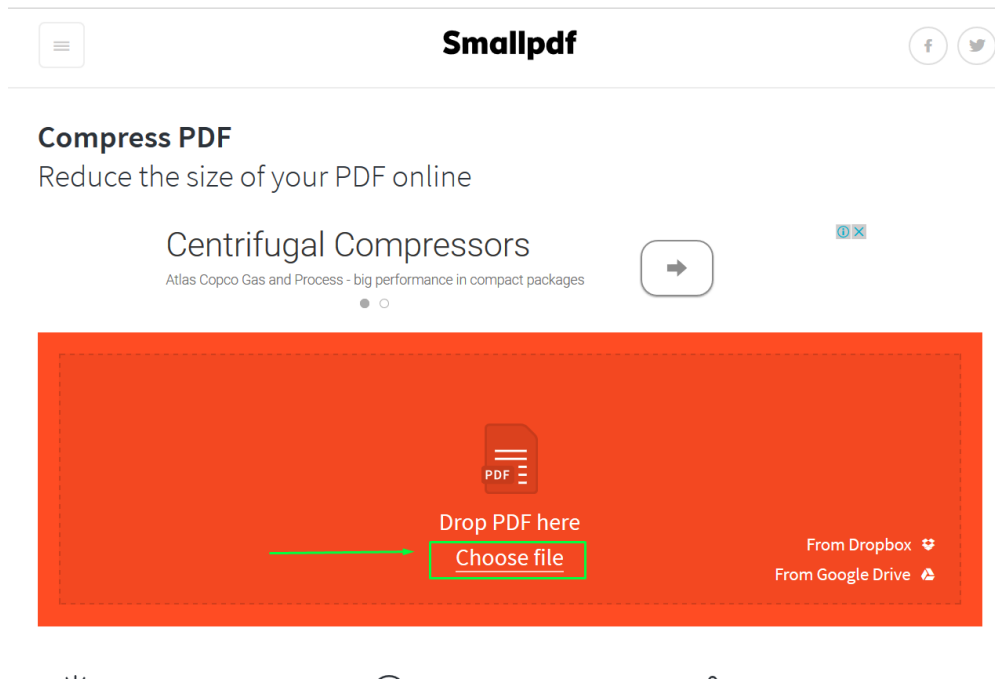 Smallpdf
f
Compress PDF
Reduce the size of your PDF online
Centrifugal Compressors
Atlas Copco Gas and Process - big performance in compact packages
PDF
Drop PDF here
Choose file
From Dropbox
From Google Drive